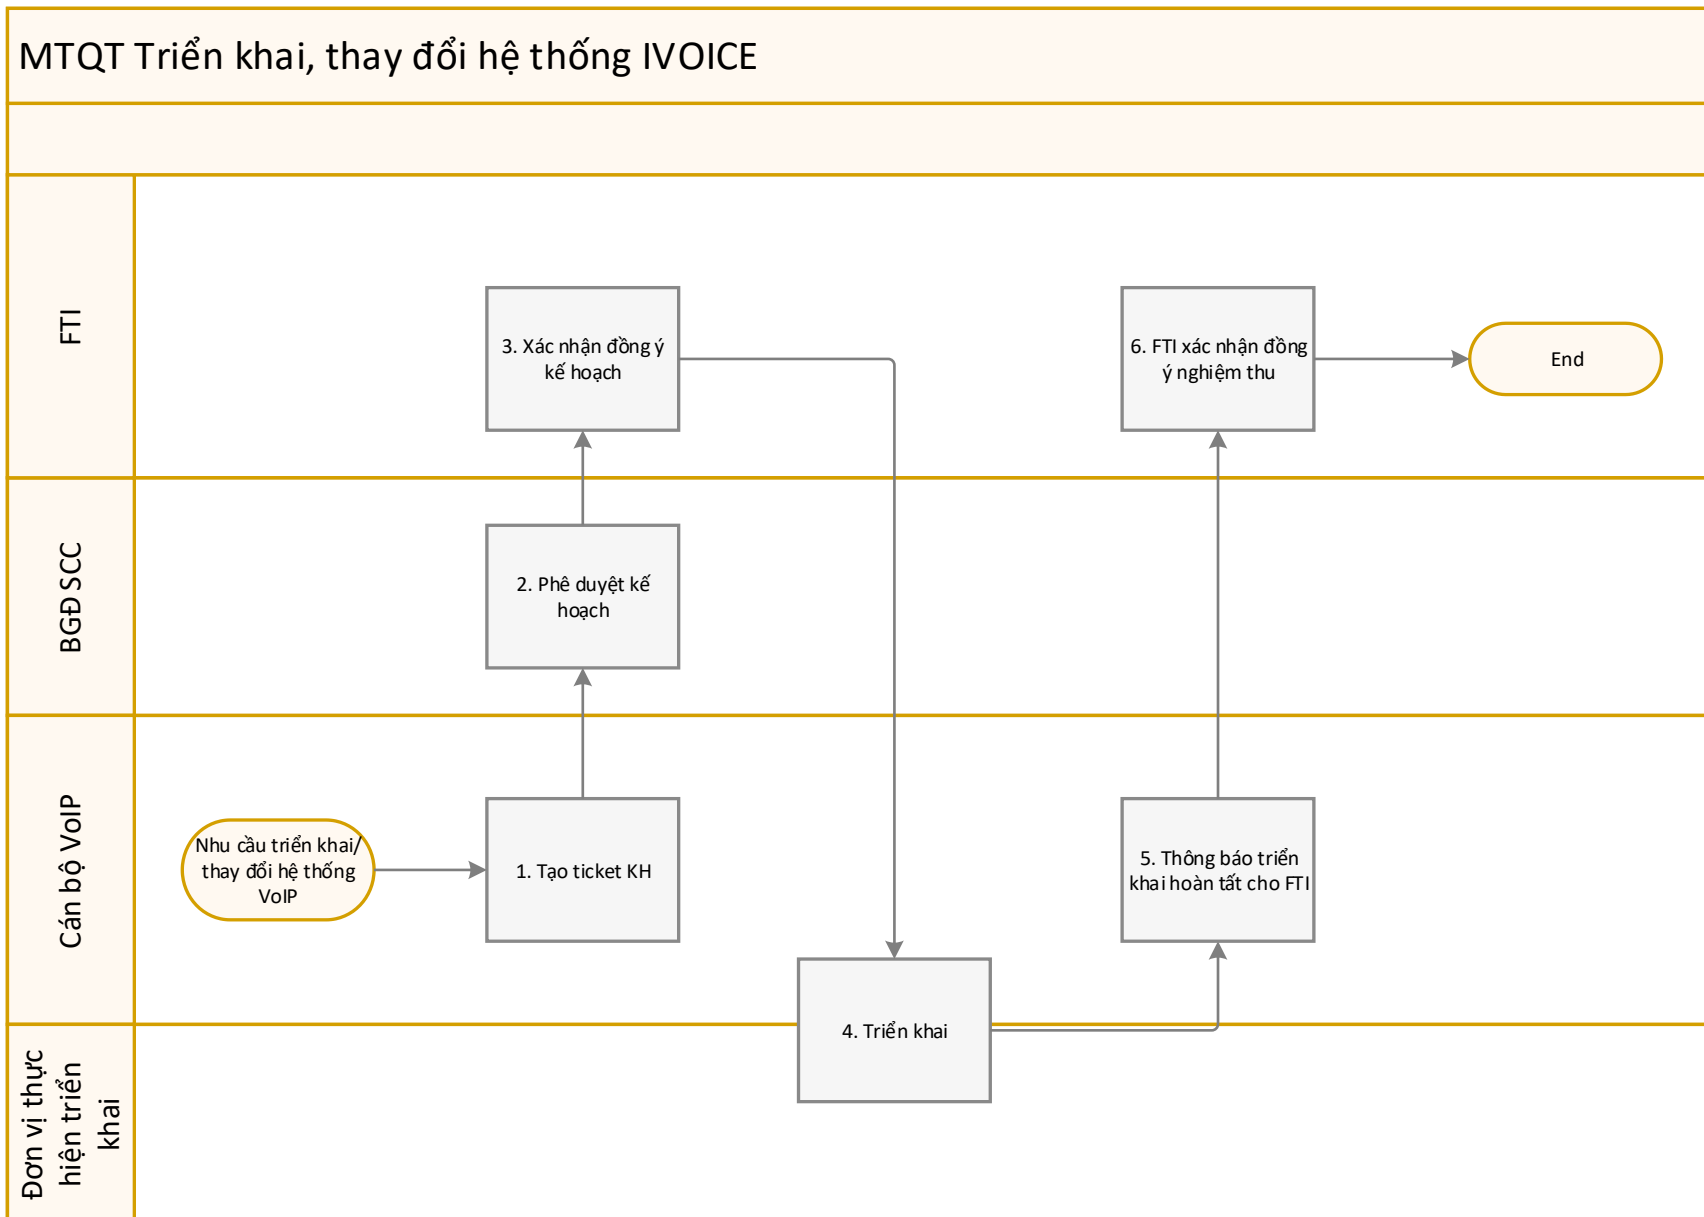 MTQT Triển khai, thay đổi hệ thống IVOICE
FTI
3. Xác nhận đồng ý
kế hoạch
6. FTI xác nhận đồng
ý nghiệm thu
End
BGĐ SCC
2. Phê duyệt kế
hoạch
Cán bộ VoIP
Nhu cầu triển khai/
thay đổi hệ thống
VoIP
1. Tạo ticket KH
5. Thông báo triển
khai hoàn tất cho FTI
4. Triển khai
Đơn vị thực
hiện triển
khai